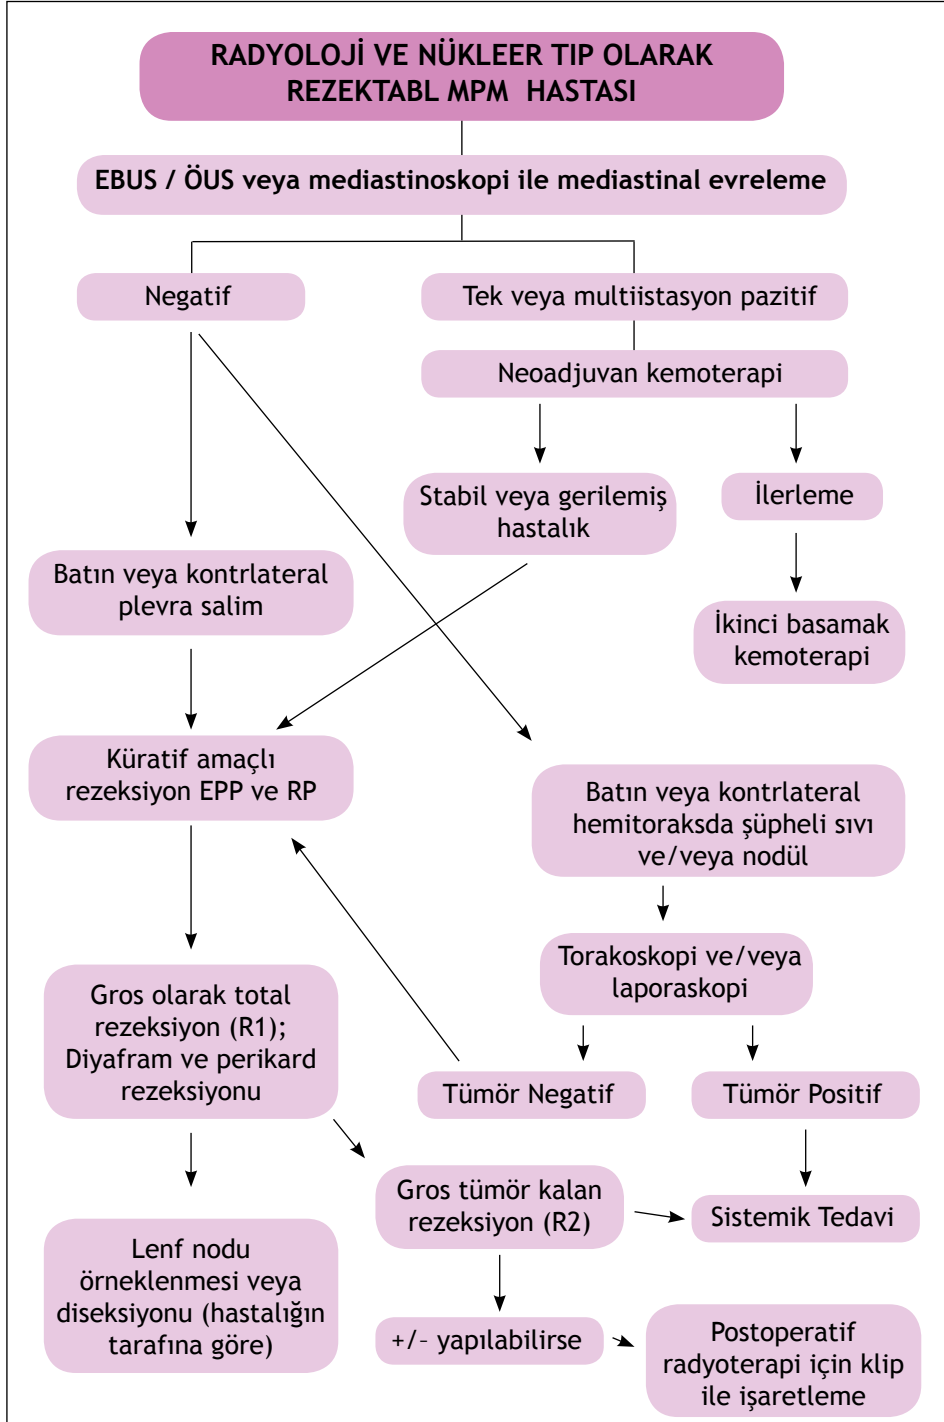 RADYOLOJİ VE NÜKLEER TIP OLARAK
REZEKTABL MPM HASTASI
EBUS / ÖUS veya mediastinoskopi ile mediastinal evreleme
Negatif
Tek veya multiistasyon pazitif
Neoadjuvan kemoterapi
Stabil veya gerilemiş
hastalık
İlerleme
Batın veya kontrlateral
plevra salim
İkinci basamak
kemoterapi
Küratif amaçlı
rezeksiyon EPP ve RP
Batın veya kontrlateral
hemitoraksda şüpheli sıvı
ve/veya nodül
Torakoskopi ve/veya
laporaskopi
Gros olarak total
rezeksiyon (R1);
Diyafram ve perikard
rezeksiyonu
Tümör Negatif
Tümör Positif
Gros tümör kalan
rezeksiyon (R2)
Sistemik Tedavi
Lenf nodu
örneklenmesi veya
diseksiyonu (hastalığın
tarafına göre)
+/- yapılabilirse
Postoperatif
radyoterapi için klip
ile işaretleme